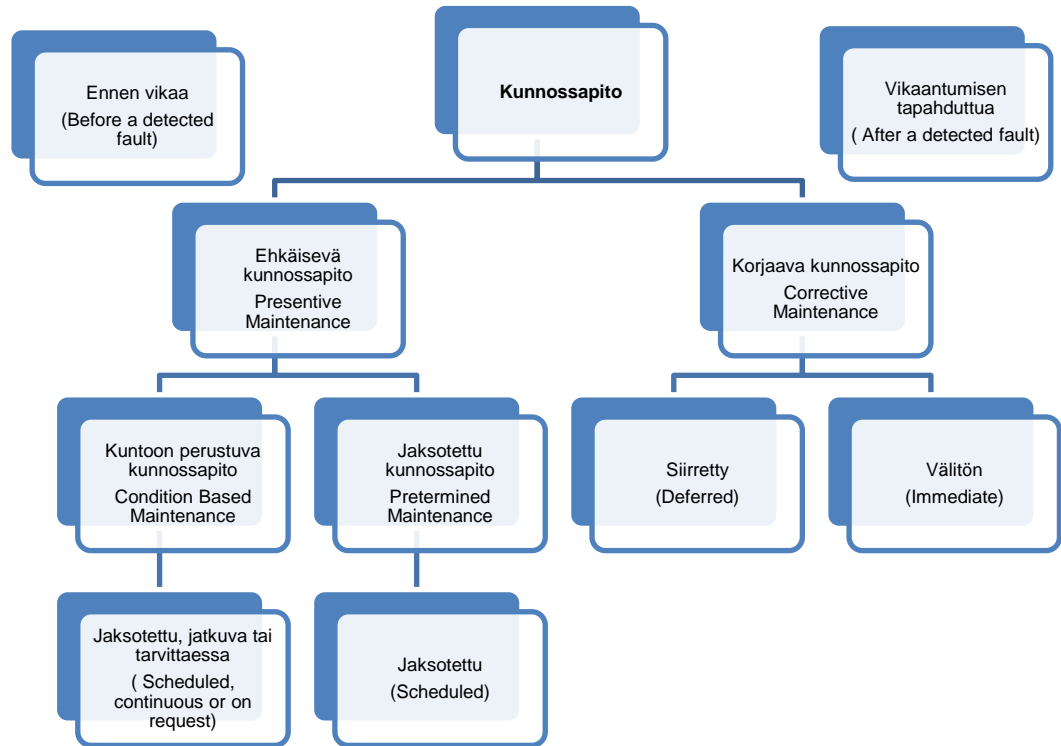 Ennen vikaa
(Before a detected
fault)
Kunnossapito
Vikaantumisen
tapahduttua
( After a detected fault)
Ehkäisevä
kunnossapito
Presentive
Maintenance
Korjaava kunnossapito
Corrective
Maintenance
Kuntoon perustuva
kunnossapito
Condition Based
Maintenance
Jaksotettu
kunnossapito
Pretermined
Maintenance
Siirretty
(Deferred)
Välitön
(Immediate)
Jaksotettu, jatkuva tai
tarvittaessa
( Scheduled,
continuous or on
request)
Jaksotettu
(Scheduled)